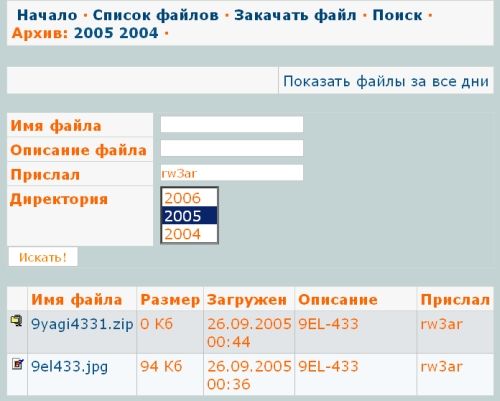 Начало · Список файлов · Закачать файл · Поиск ·
Архив: 2005 2004 ·
Показать файлы за все дни
Имя файла
Описание файла
Прислал rw3ar
Директория 2006
2005
2004
Искать!
Имя файла Размер Загружен Описание Прислал
9yagi4331.zip 0 Кб 26.09.2005 9EL-433 rw3ar
00:44
9el433.jpg 94 Кб 26.09.2005 9EL-433 rw3ar
00:36